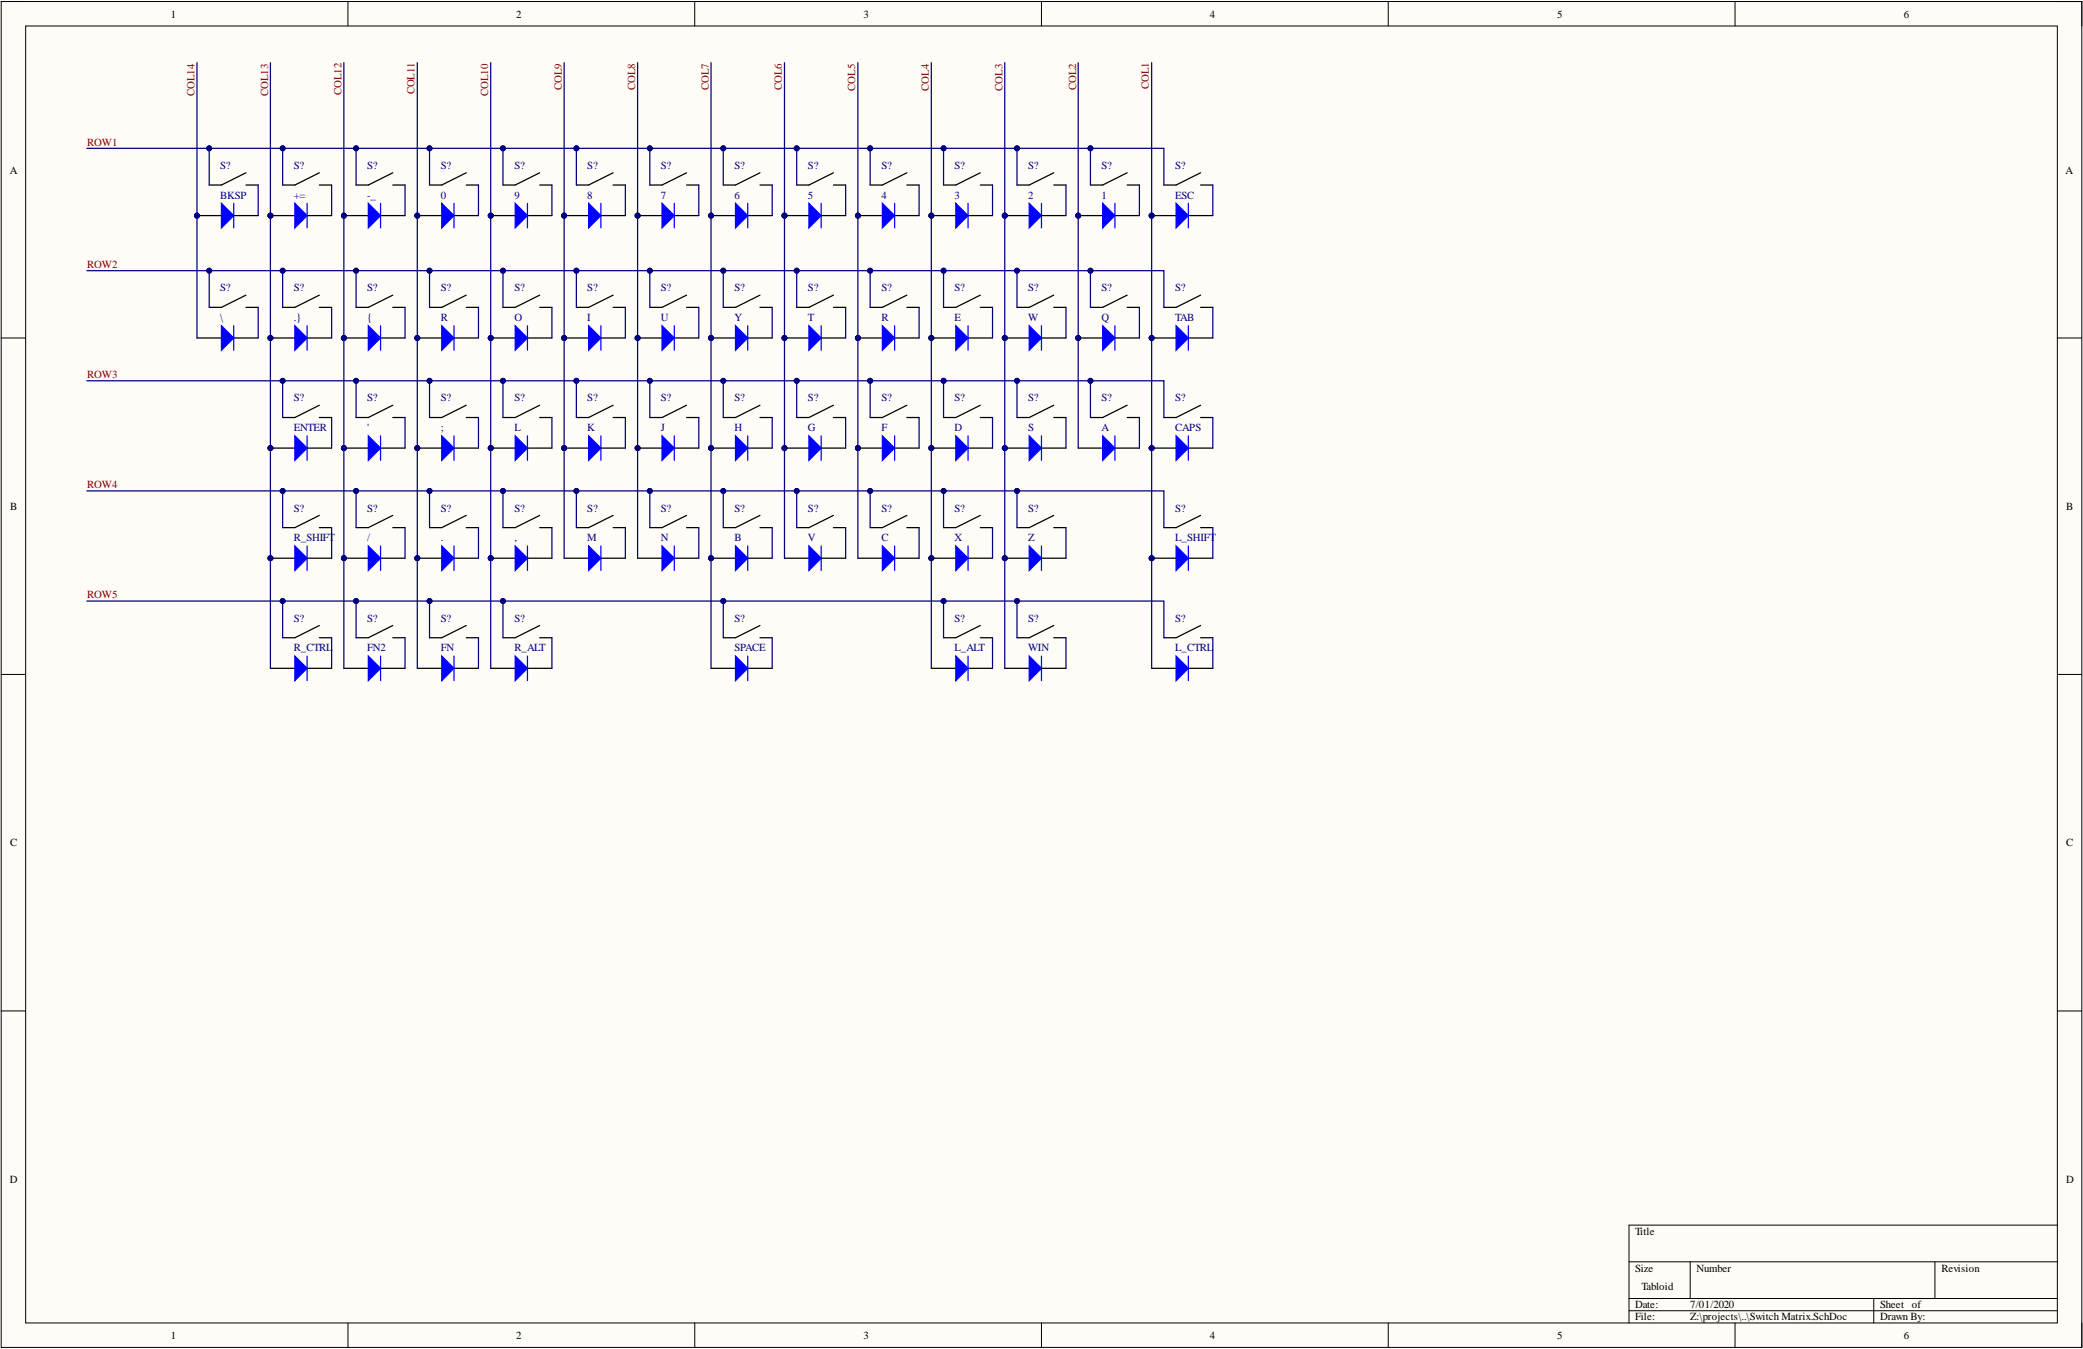 1 2 3 4 5 6
COL14 COL13 COL12 COL11 COL10 COL9 COL8 COL7 COL6 COL5 COL4 COL3 COL2 COL1
ROW1
A A
S? S? S? S? S? S? S? S? S? S? S? S? S? S?
BKSP += -_ 0 9 8 7 6 5 4 3 2 1 ESC
ROW2
S? S? S? S? S? S? S? S? S? S? S? S? S? S?
\ .} { R O I U Y T R E W Q TAB
ROW3
S? S? S? S? S? S? S? S? S? S? S? S? S?
ENTER ' ; L K J H G F D S A CAPS
ROW4
B B
S? S? S? S? S? S? S? S? S? S? S? S?
R_SHIFT / . , M N B V C X Z L_SHIFT
ROW5
S? S? S? S? S? S? S? S?
R_CTRL FN2 FN R_ALT SPACE L_ALT WIN L_CTRL
C C
D D
Title
Size Number Revision
Tabloid
Date: 7/01/2020 Sheet of
File: Z:\projects\..\Switch Matrix.SchDoc Drawn By:
1 2 3 4 5 6